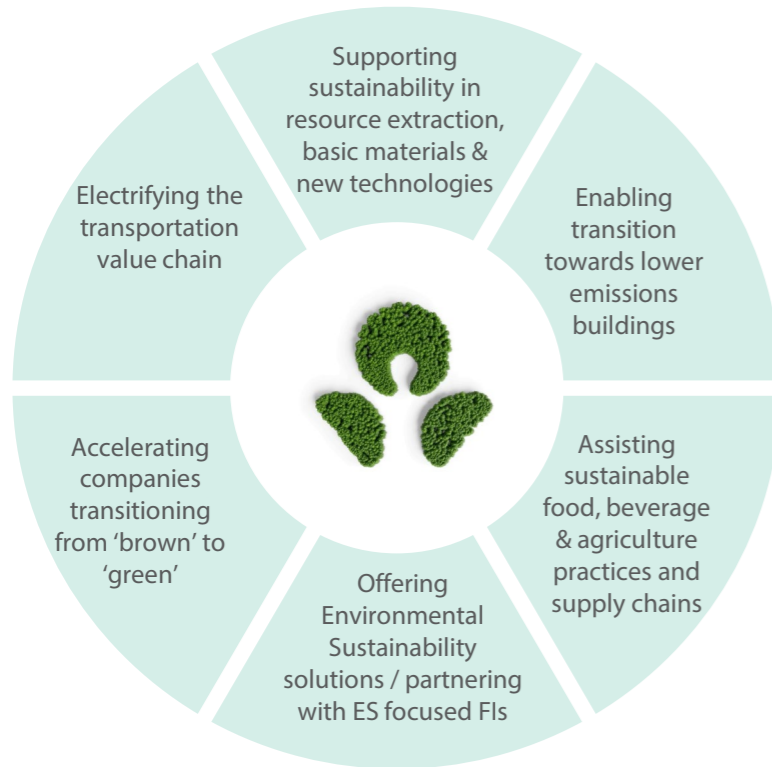 Supporting
sustainability in
resource extraction,
basic materials &
new technologies
Enabling
transition
towards lower
emissions
buildings
Assisting
sustainable
food, beverage
& agriculture
practices and
supply chains
Offering
Environmental
Sustainability
solutions / partnering
with ES focused FIs
Accelerating
companies
transitioning
from ‘brown’ to
‘green’
Electrifying the
transportation
value chain